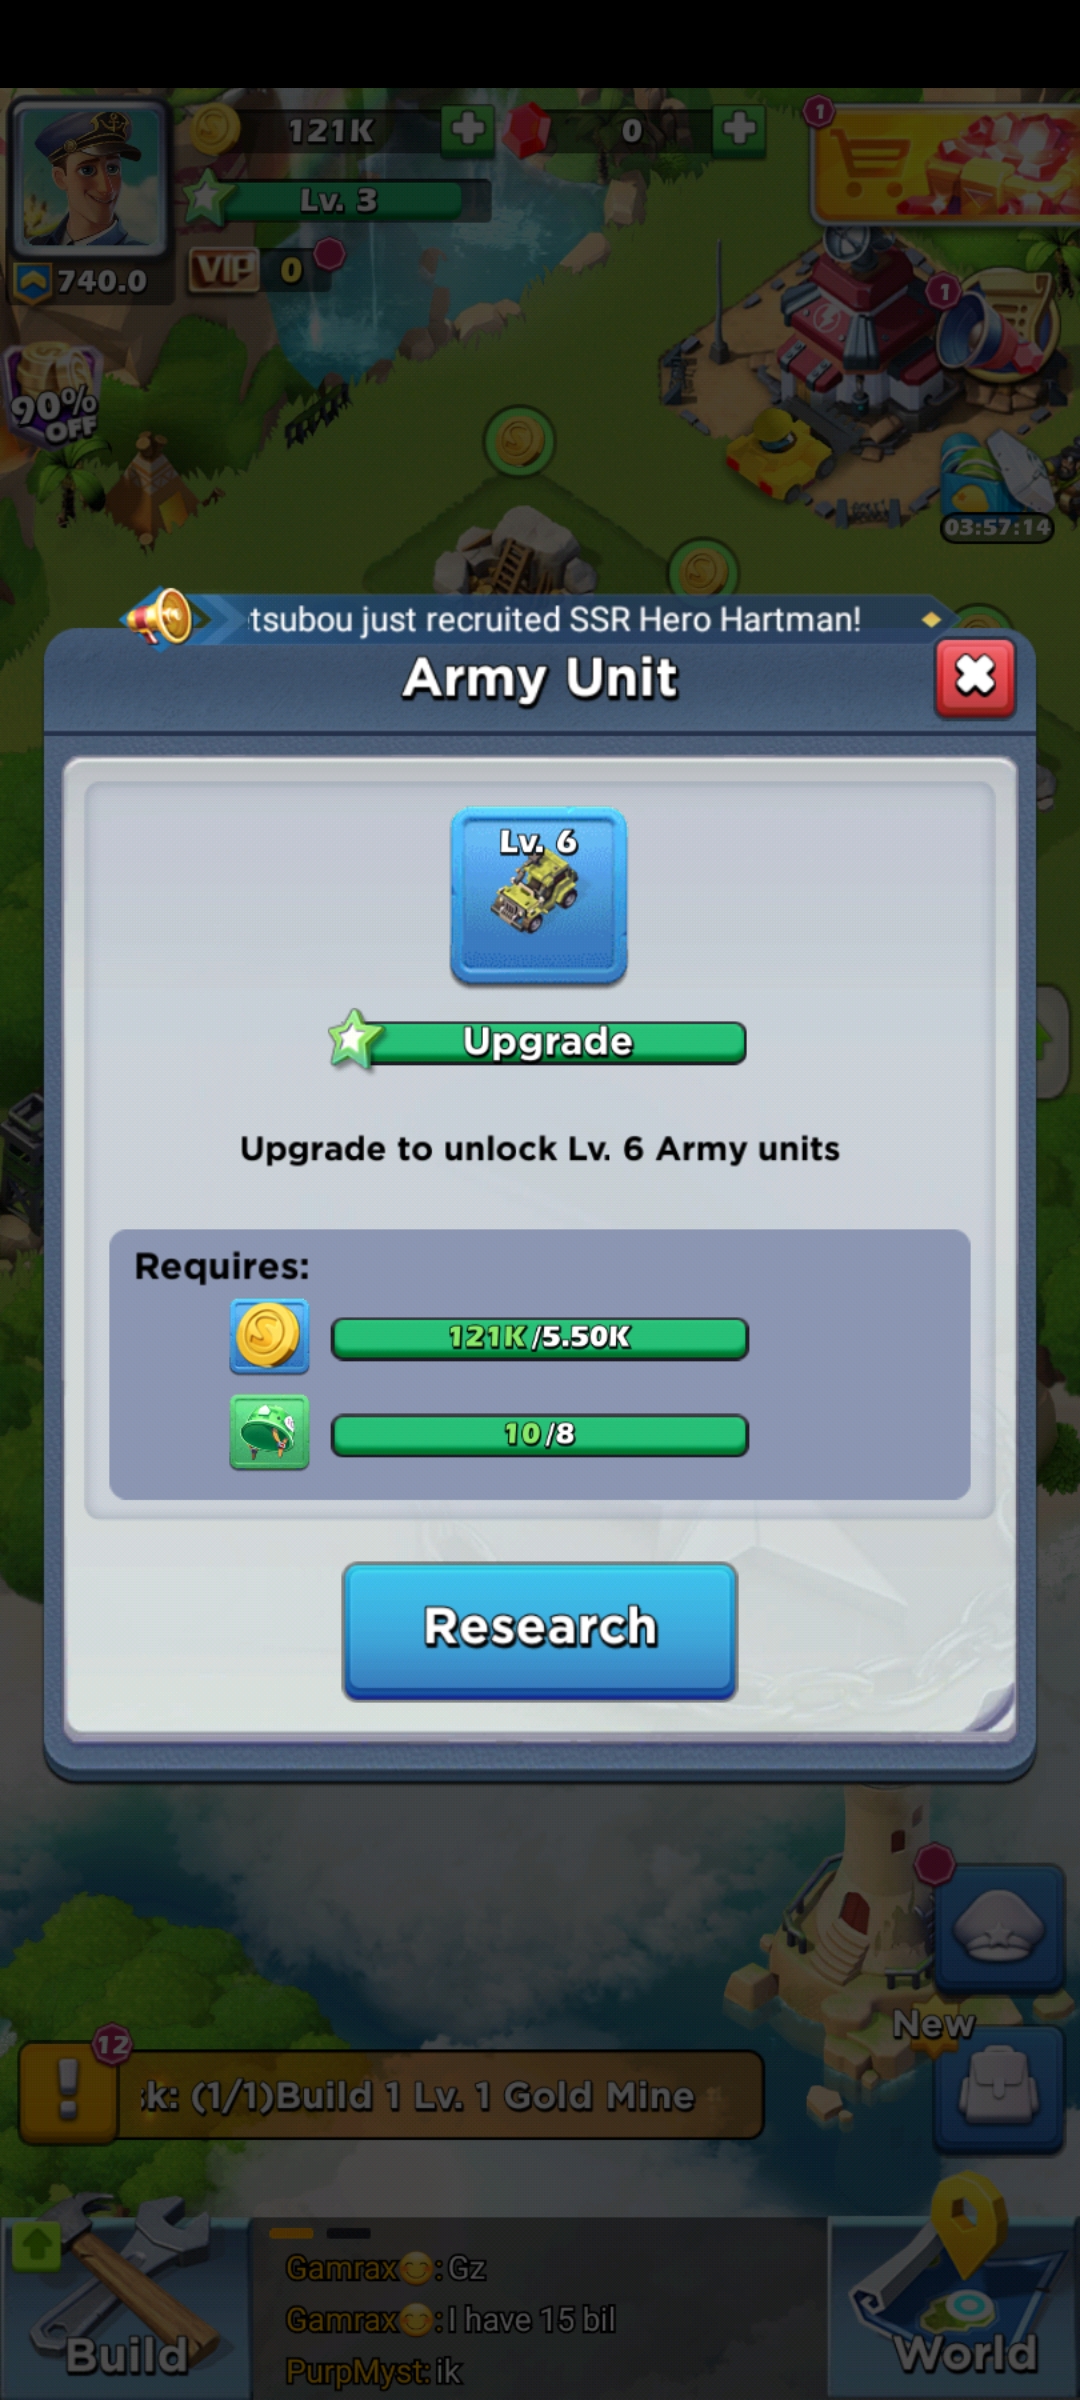 121K
0
1
Lv. 3
740.0
VIP 0
1
90%
OFF
03:57:14
tsubou just recruited SSR Hero Hartman!
Army Unit
Lv. 6
Upgrade
Upgrade to unlock Lv. 6 Army units
Requires:
121K/5.50K
10/8
Research
New
12
k: (1/1)Build 1 Lv. 1 Gold Mine
Gamrax😊: Gz
Gamrax😊: I have 15 bil
PurpMyst: ik
Build
World